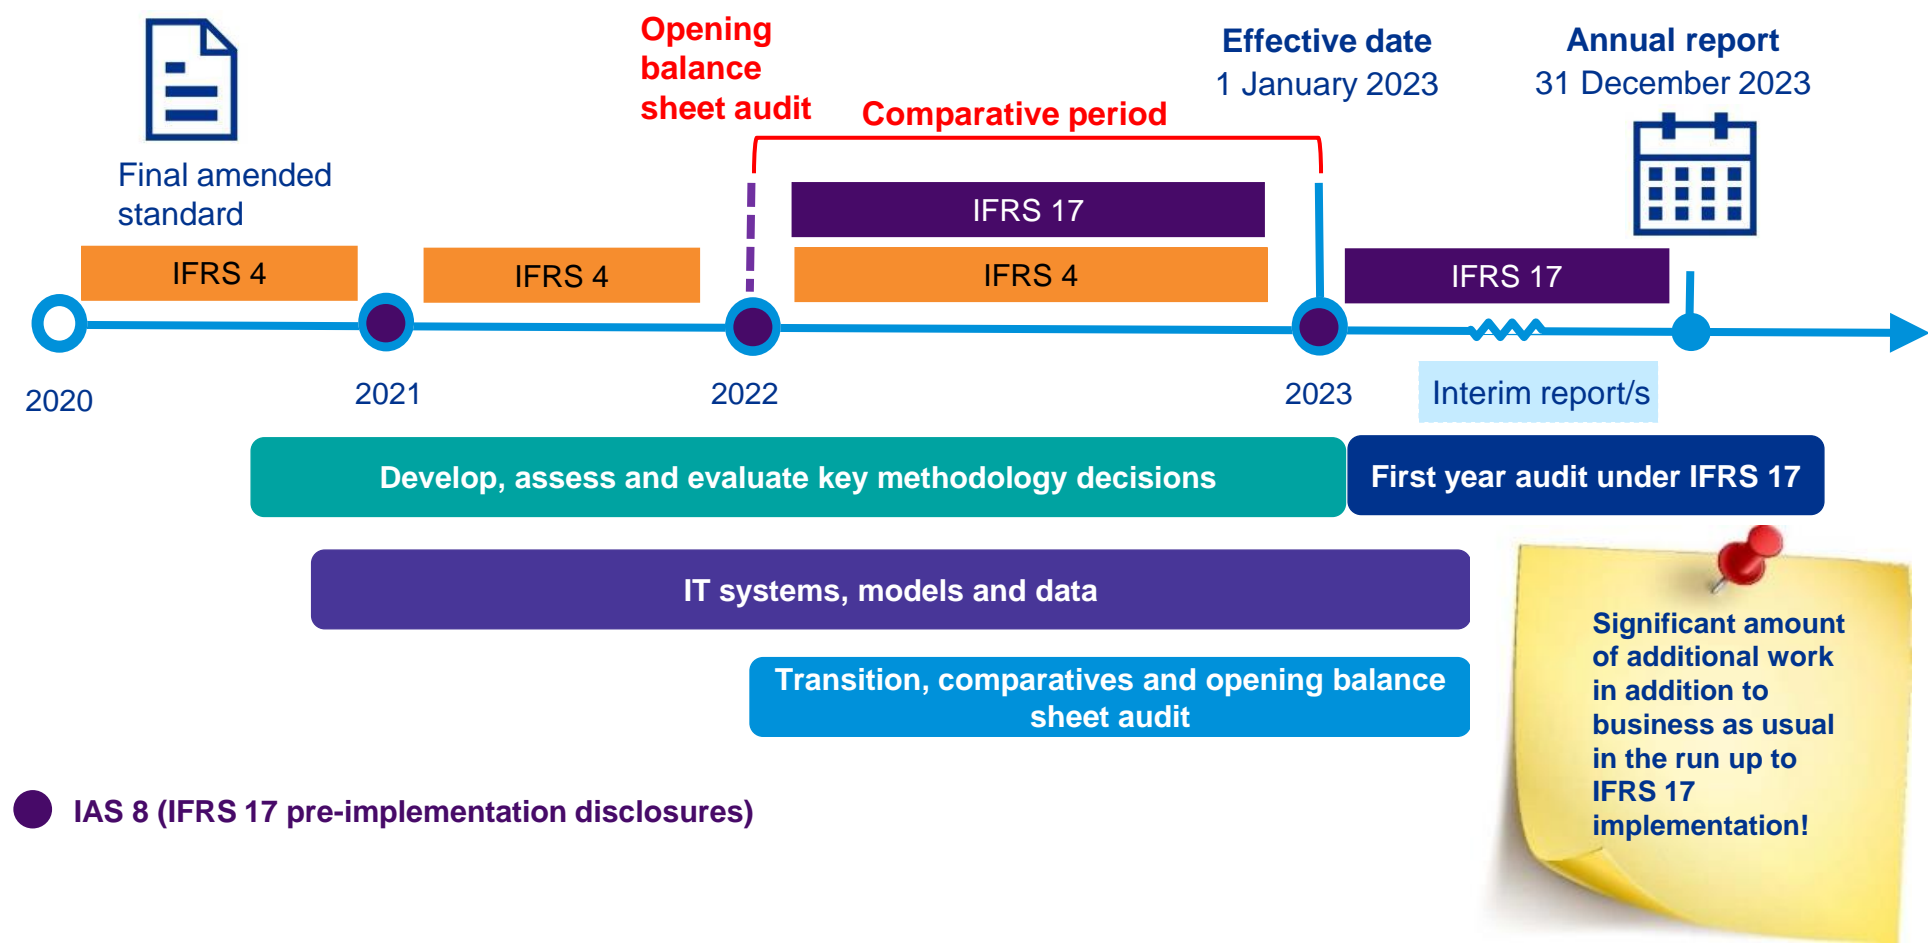 Opening
balance
sheet audit
Comparative period
Effective date
1 January 2023
Annual report
31 December 2023
Final amended
standard
IFRS 17
IFRS 4
IFRS 4
IFRS 4
IFRS 17
2020
2021
2022
2023
Interim report/s
Develop, assess and evaluate key methodology decisions
First year audit under IFRS 17
IT systems, models and data
Transition, comparatives and opening balance
sheet audit
Significant amount
of additional work
in addition to
business as usual
in the run up to
IFRS 17
implementation!
IAS 8 (IFRS 17 pre-implementation disclosures)